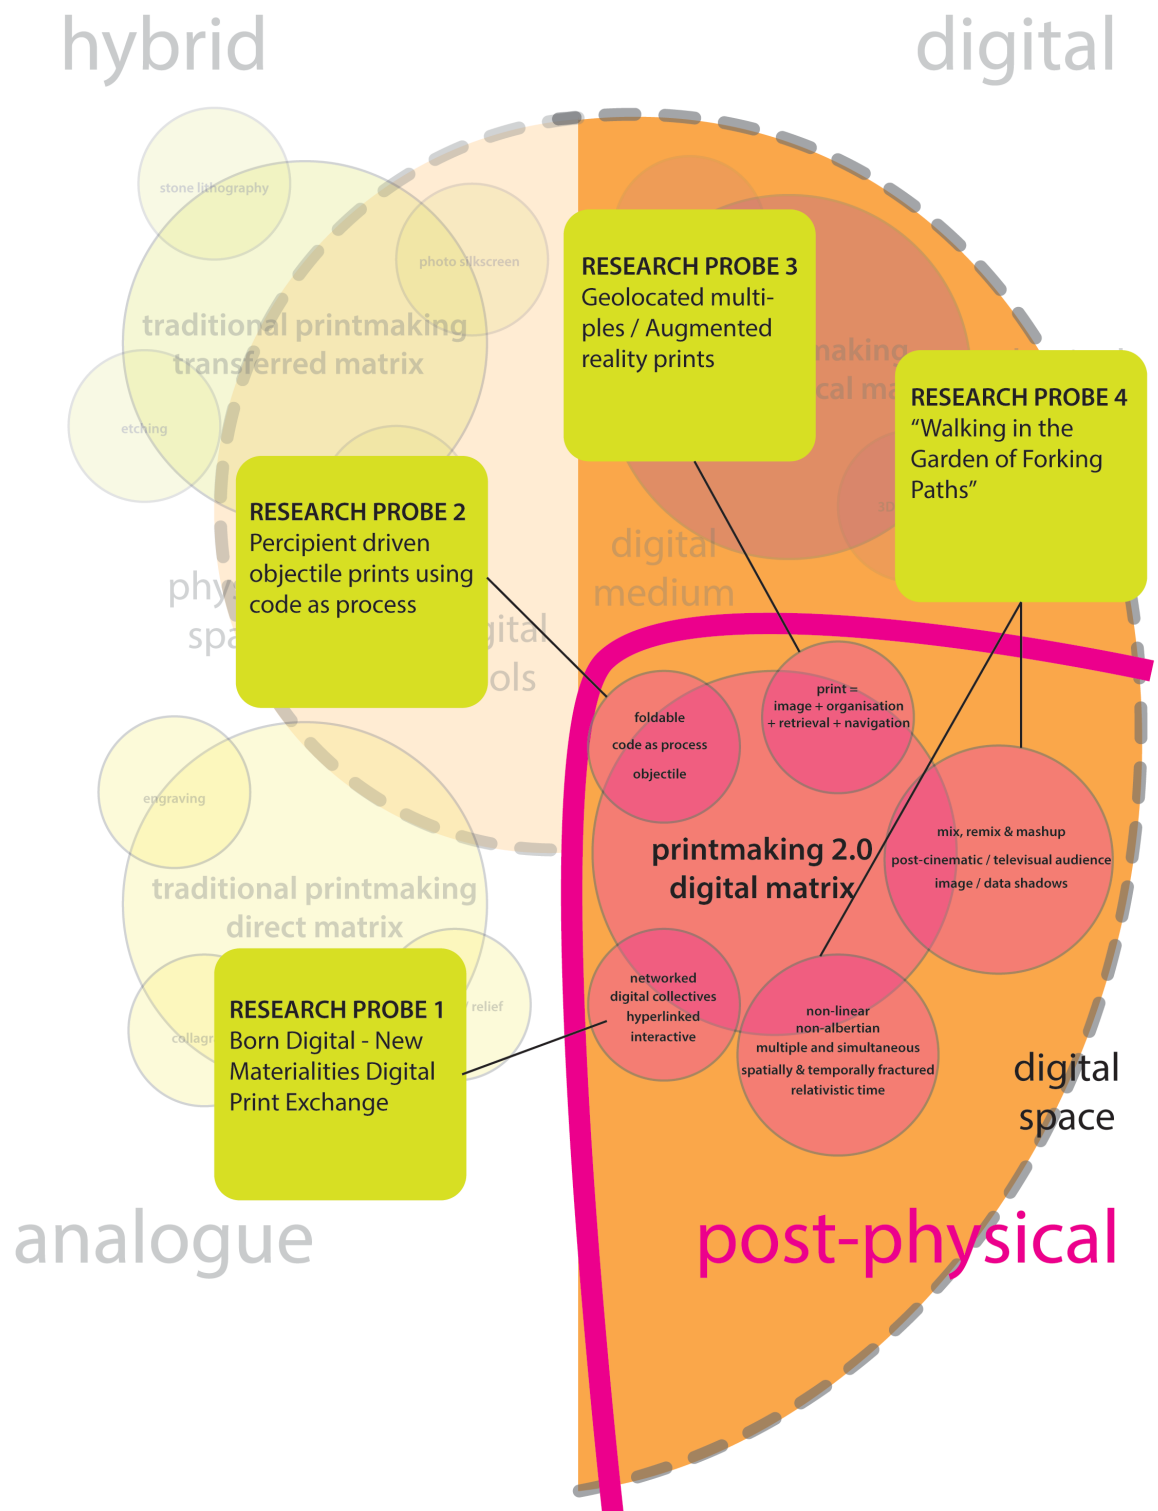 hybrid
digital
stone lithography
photo silkscreen
traditional printmaking
transferred matrix
etching
RESEARCH PROBE 3
Geolocated multi-
ples / Augmented
reality prints
RESEARCH PROBE 4
“Walking in the
Garden of Forking
Paths”
3D
digital
medium
RESEARCH PROBE 2
Percipient driven
objectile prints using
code as process
print =
image + organisation
+ retrieval + navigation
foldable
code as process
objectile
engraving
mix, remix & mashup
post-cinematic / televisual audience
image / data shadows
printmaking 2.0
digital matrix
traditional printmaking
direct matrix
relief
RESEARCH PROBE 1
Born Digital - New
Materialities Digital
Print Exchange
networked
digital collectives
hyperlinked
interactive
non-linear
non-albertian
multiple and simultaneous
spatially & temporally fractured
relativistic time
digital
space
analogue
post-physical